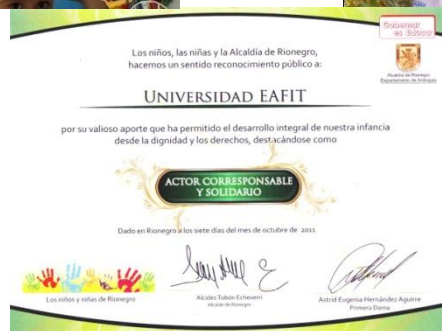 Gobernar
es Educar
Alcaldía de Rionegro
Departamento de Antioquia
Los niños, las niñas y la Alcaldía de Rionegro,
hacemos un sentido reconocimiento público a:
UNIVERSIDAD EAFIT
por su valioso aporte que ha permitido el desarrollo integral de nuestra infancia
desde la dignidad y los derechos, destacándose como
ACTOR CORRESPONSABLE
Y SOLIDARIO
Dado en Rionegro a los siete días del mes de octubre de 2011
Los niños y niñas de Rionegro
Alcides Tobón Echeverri
Alcalde de Rionegro
Astrid Eugenia Hernández Aguirre
Primera Dama